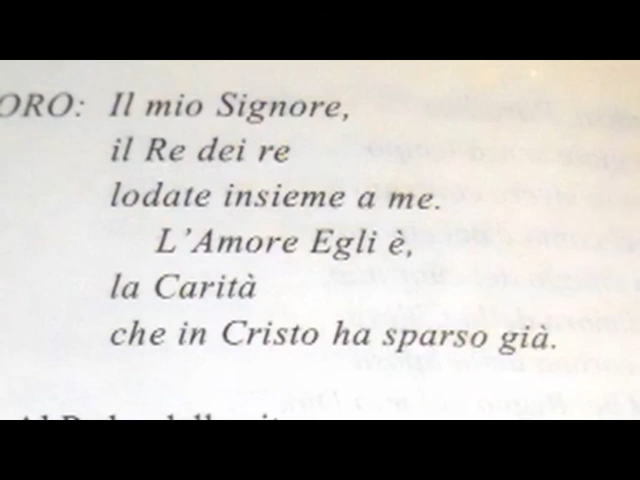 ORO: Il mio Signore,
il Re dei re
lodate insieme a me.
L'Amore Egli è,
la Carità
che in Cristo ha sparso già.